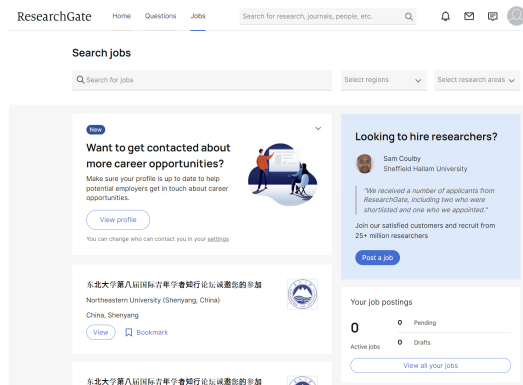 ResearchGate
Home
Questions
Jobs
Search for research, journals, people, etc.
Search jobs
Search for jobs
Select regions
Select research areas
New
Want to get contacted about
more career opportunities?
Make sure your profile is up to date to help
potential employers get in touch about career
opportunities.
View profile
You can change who can contact you in your settings
东北大学第八届国际青年学者知行论坛诚邀您的参加
Northeastern University (Shenyang, China)
China, Shenyang
View
Bookmark
东北大学第八届国际青年学者知行论坛诚邀您的参加
Looking to hire researchers?
Sam Coulby
Sheffield Hallam University
"We received a number of applicants from
ResearchGate, including two who were
shortlisted and one who we appointed."
Join our satisfied customers and recruit from
25+ million researchers
Post a job
Your job postings
0
Active jobs
0 Pending
0 Drafts
View all your jobs